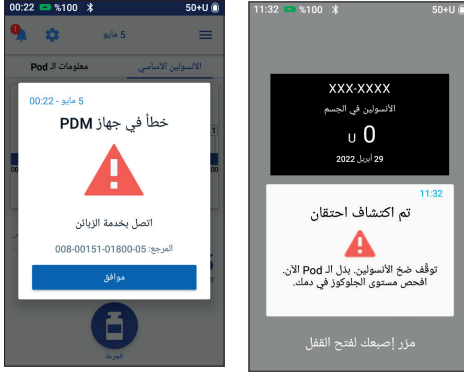 00:22 %100 50+U
1
5 مايو
الأنسولين الأساسي
معلومات الـ Pod
5 مايو - 00:22
خطأ في جهاز PDM
اتصل بخدمة الزبائن
المرجع: 05-01800-00151-008
موافق
الجرعة
11:32 %100 50+U
XXX-XXXX
الأنسولين في الجسم
0 U
29 أبريل 2022
11:32
تم اكتشاف احتقان
توقَّف ضخ الأنسولين. بدّل الـ Pod الآن.
افحص مستوى الجلوكوز في دمك.
مرّر إصبعك لفتح القفل